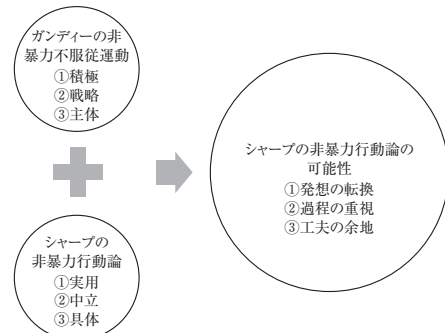 ガンディーの非
暴力不服従運動
①積極
②戦略
③主体
シャープの
非暴力行動論
①実用
②中立
③具体
シャープの非暴力行動論の
可能性
①発想の転換
②過程の重視
③工夫の余地